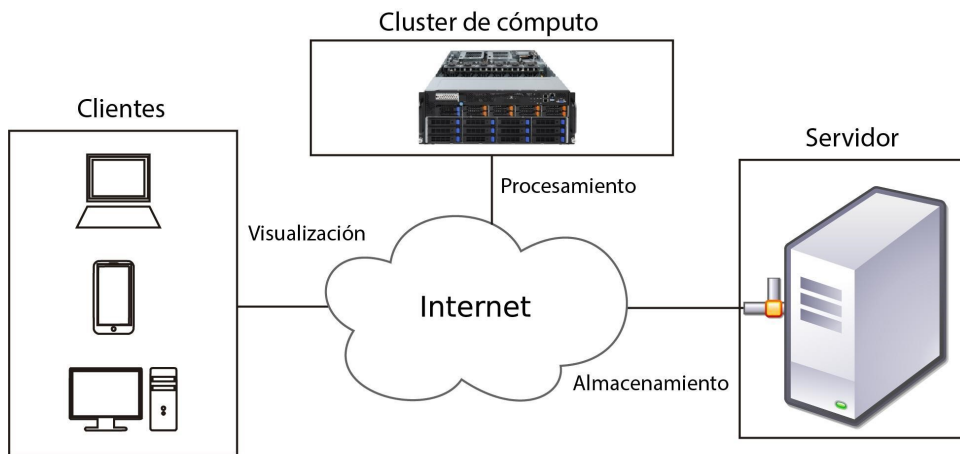 Cluster de cómputo
Clientes
Servidor
Procesamiento
Visualización
Internet
Almacenamiento